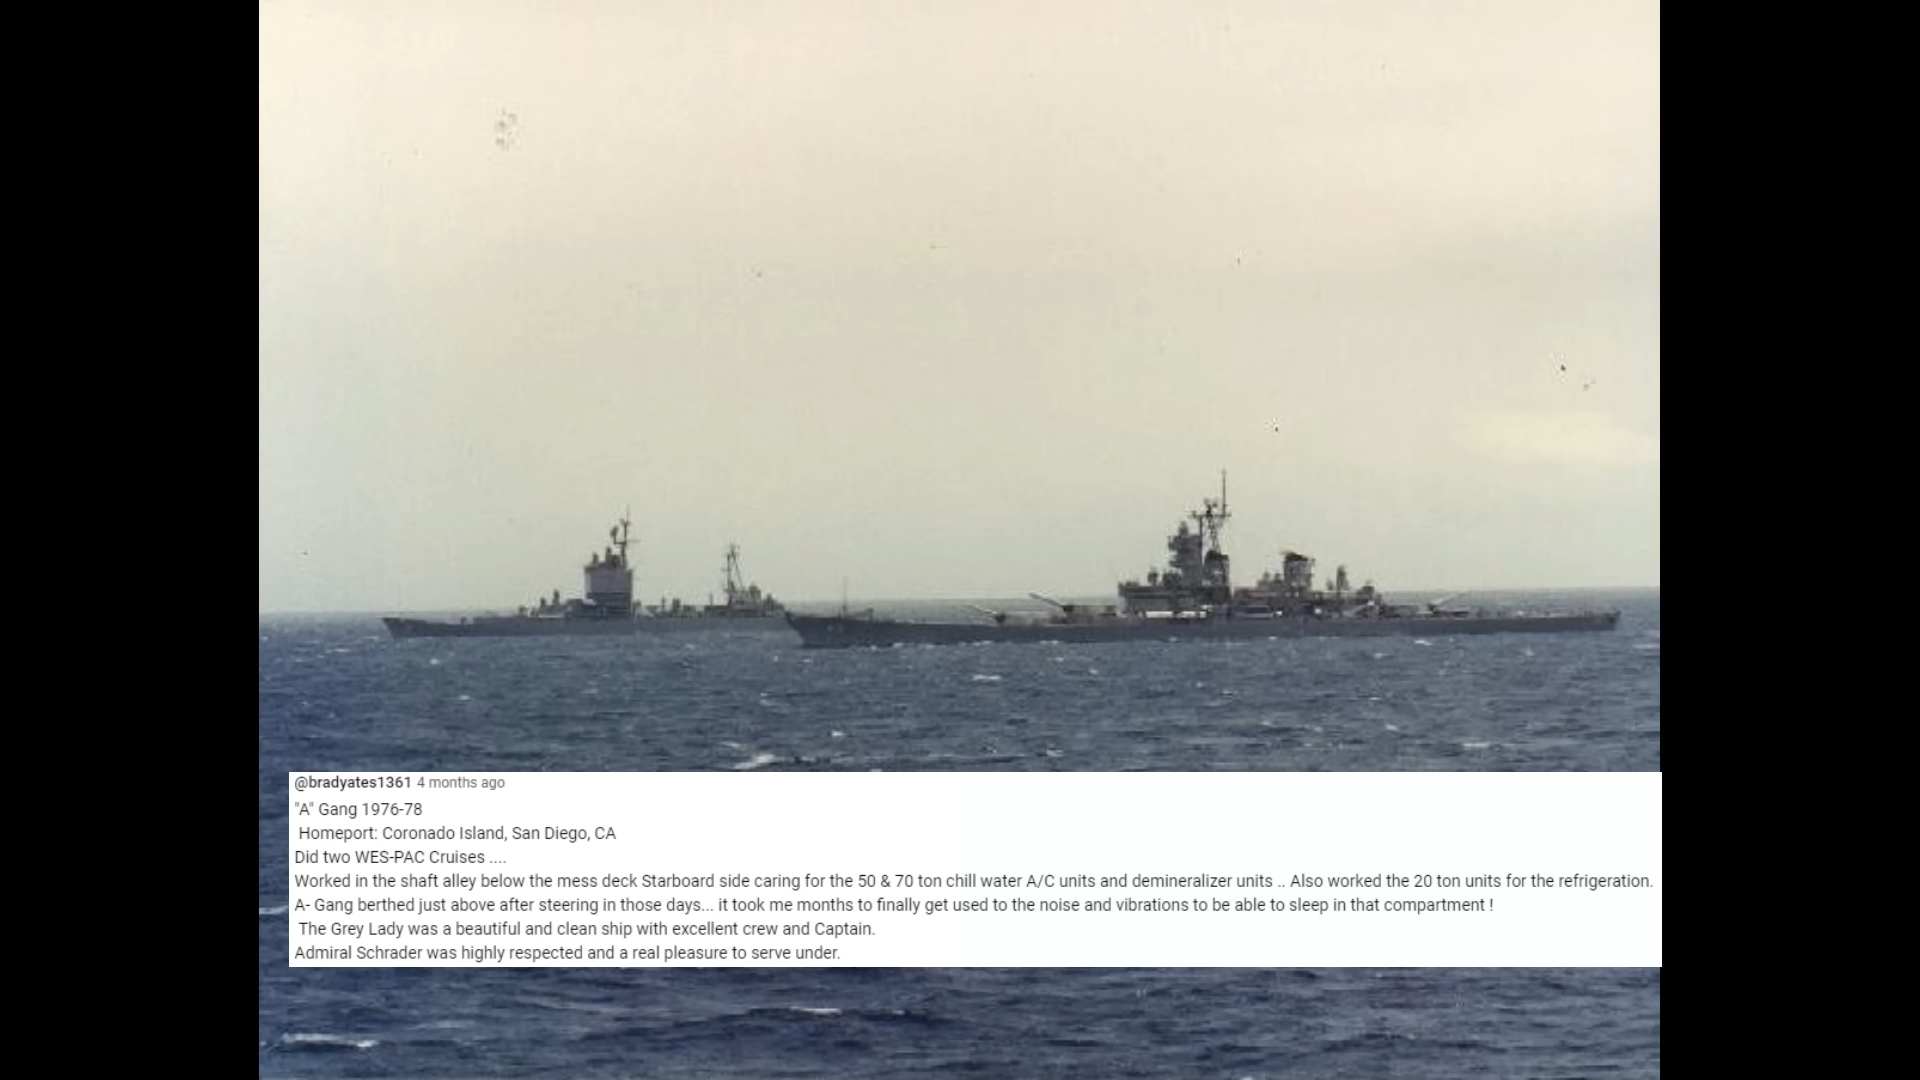 @bradyates1361 4 months ago
"A" Gang 1976-78
Homeport: Coronado Island, San Diego, CA
Did two WES-PAC Cruises ....
Worked in the shaft alley below the mess deck Starboard side caring for the 50 & 70 ton chill water A/C units and demineralizer units .. Also worked the 20 ton units for the refrigeration.
A- Gang berthed just above after steering in those days... it took me months to finally get used to the noise and vibrations to be able to sleep in that compartment !
The Grey Lady was a beautiful and clean ship with excellent crew and Captain.
Admiral Schrader was highly respected and a real pleasure to serve under.